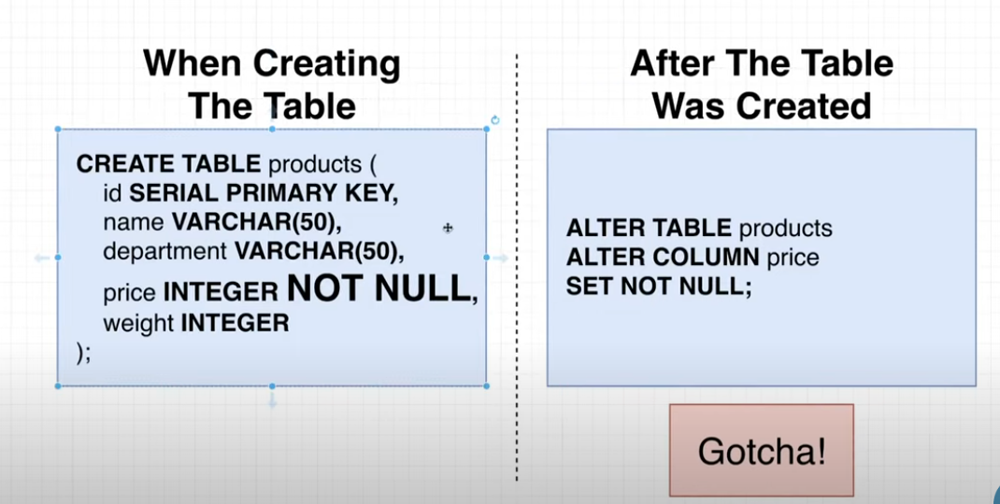 When Creating
The Table
CREATE TABLE products (
id SERIAL PRIMARY KEY,
name VARCHAR(50),
department VARCHAR(50),
price INTEGER NOT NULL,
weight INTEGER
);
After The Table
Was Created
ALTER TABLE products
ALTER COLUMN price
SET NOT NULL;
Gotcha!